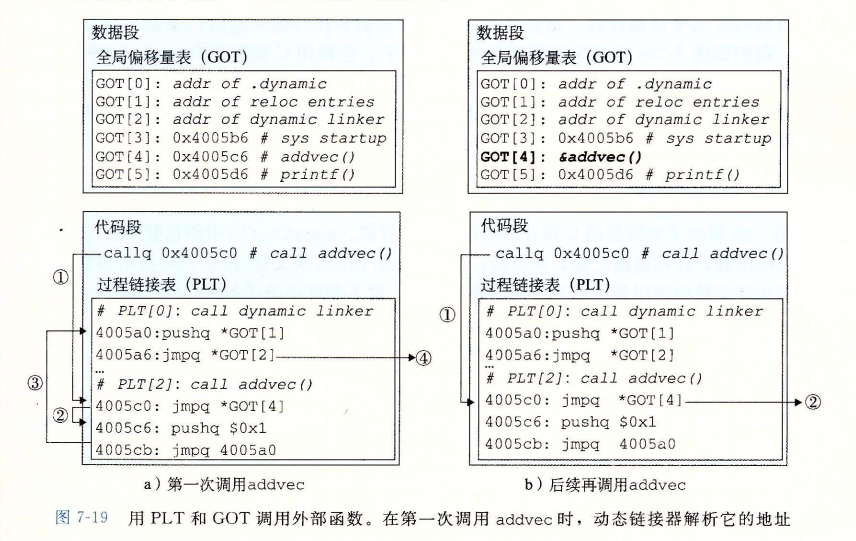 数据段
全局偏移量表（GOT）
GOT[0]: addr of .dynamic
GOT[1]: addr of reloc entries
GOT[2]: addr of dynamic linker
GOT[3]: 0x4005b6 # sys startup
GOT[4]: 0x4005c6 # addvec()
GOT[5]: 0x4005d6 # printf()
代码段
callq 0x4005c0 # call addvec()
①
过程链接表（PLT）
# PLT[0]: call dynamic linker
4005a0:pushq *GOT[1]
4005a6:jmpq *GOT[2]
④
…
③
# PLT[2]: call addvec()
4005c0: jmpq *GOT[4]
②
4005c6: pushq $0x1
4005cb: jmpq 4005a0
a）第一次调用addvec
数据段
全局偏移量表（GOT）
GOT[0]: addr of .dynamic
GOT[1]: addr of reloc entries
GOT[2]: addr of dynamic linker
GOT[3]: 0x4005b6 # sys startup
GOT[4]: &addvec()
GOT[5]: 0x4005d6 # printf()
代码段
callq 0x4005c0 # call addvec()
过程链接表（PLT）
①
# PLT[0]: call dynamic linker
4005a0:pushq *GOT[1]
4005a6:jmpq *GOT[2]
…
# PLT[2]: call addvec()
4005c0: jmpq *GOT[4]
②
4005c6: pushq $0x1
4005cb: jmpq 4005a0
b）后续再调用addvec
图 7-19 用 PLT 和 GOT 调用外部函数。在第一次调用 addvec 时，动态链接器解析它的地址